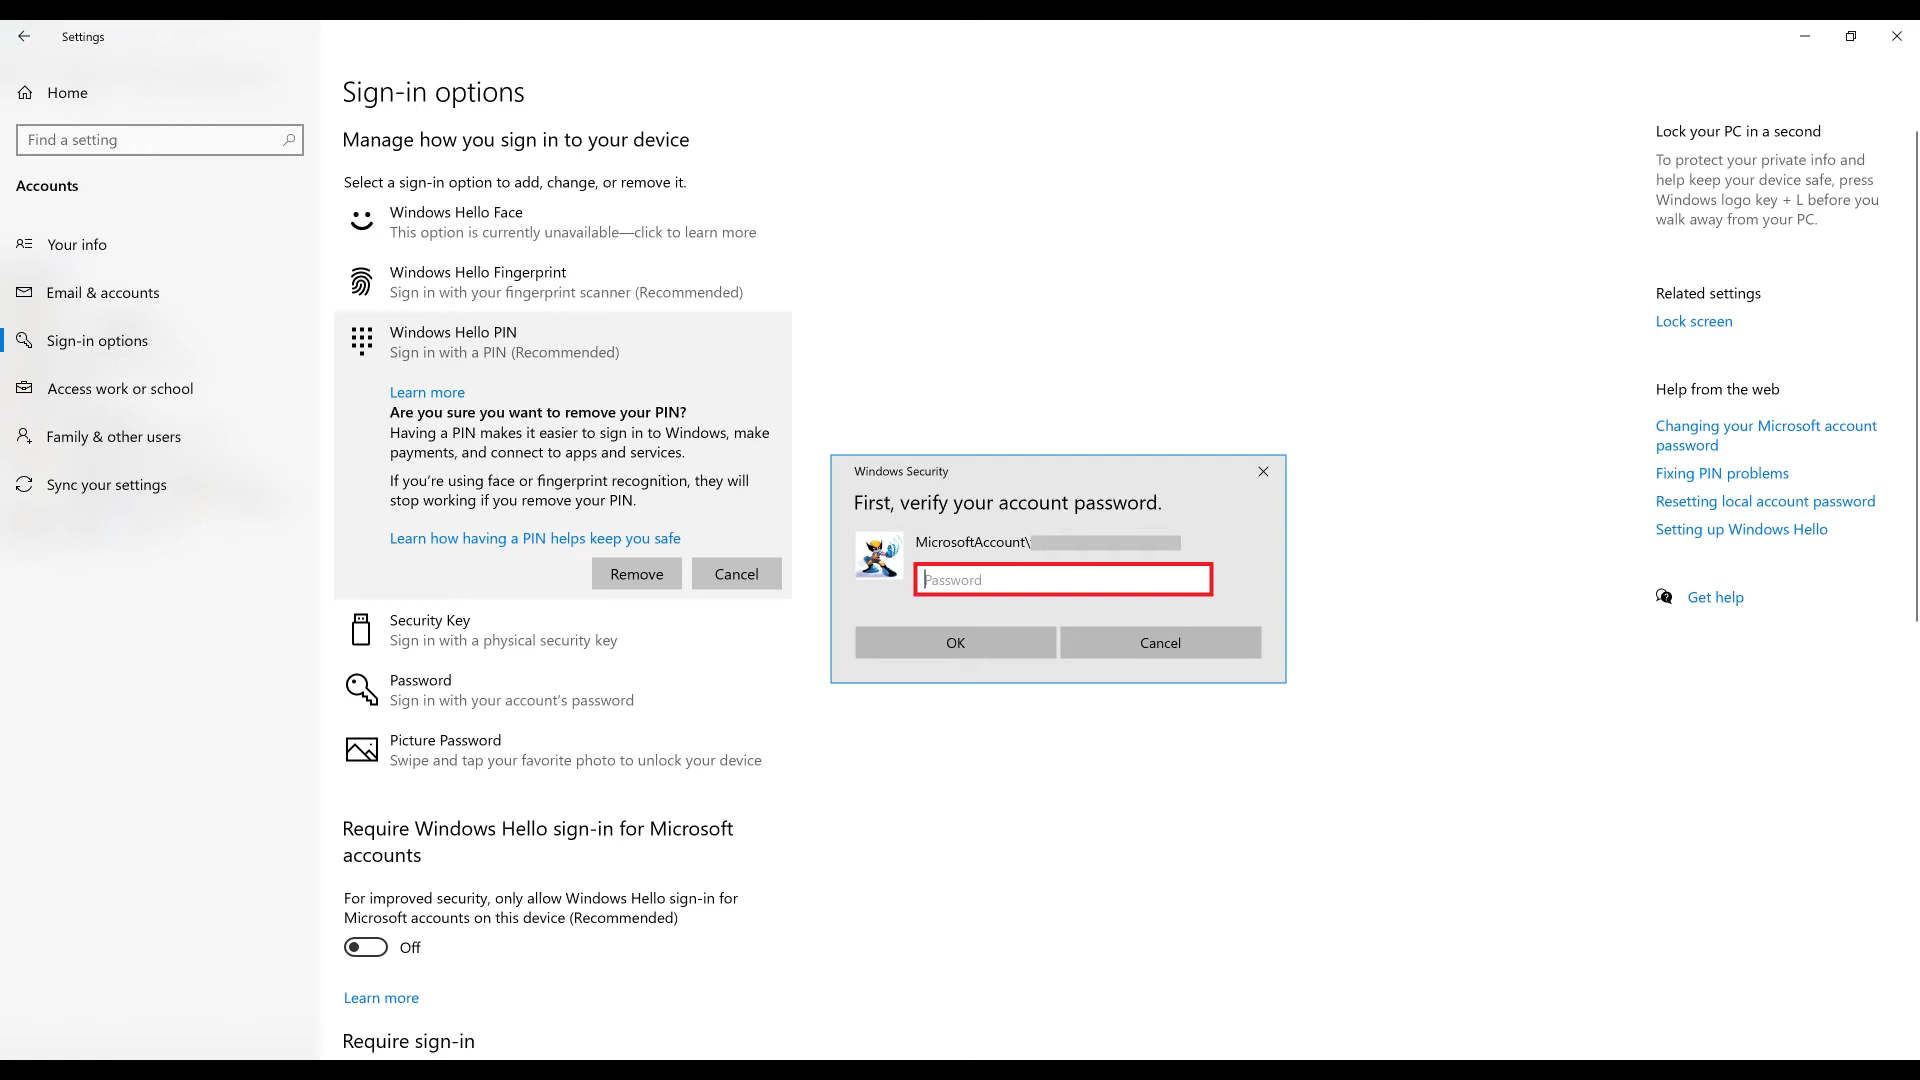 Settings
Home
Find a setting
Accounts
Your info
Email & accounts
Sign-in options
Access work or school
Family & other users
Sync your settings
Sign-in options
Manage how you sign in to your device
Select a sign-in option to add, change, or remove it.
Windows Hello Face
This option is currently unavailable—click to learn more
Windows Hello Fingerprint
Sign in with your fingerprint scanner (Recommended)
Windows Hello PIN
Sign in with a PIN (Recommended)
Learn more
Are you sure you want to remove your PIN?
Having a PIN makes it easier to sign in to Windows, make
payments, and connect to apps and services.
If you're using face or fingerprint recognition, they will
stop working if you remove your PIN.
Learn how having a PIN helps keep you safe
Remove
Cancel
Security Key
Sign in with a physical security key
Password
Sign in with your account's password
Picture Password
Swipe and tap your favorite photo to unlock your device
Require Windows Hello sign-in for Microsoft
accounts
For improved security, only allow Windows Hello sign-in for
Microsoft accounts on this device (Recommended)
Off
Learn more
Require sign-in
Windows Security
First, verify your account password.
MicrosoftAccount\
Password
OK
Cancel
Lock your PC in a second
To protect your private info and
help keep your device safe, press
Windows logo key + L before you
walk away from your PC.
Related settings
Lock screen
Help from the web
Changing your Microsoft account
password
Fixing PIN problems
Resetting local account password
Setting up Windows Hello
Get help